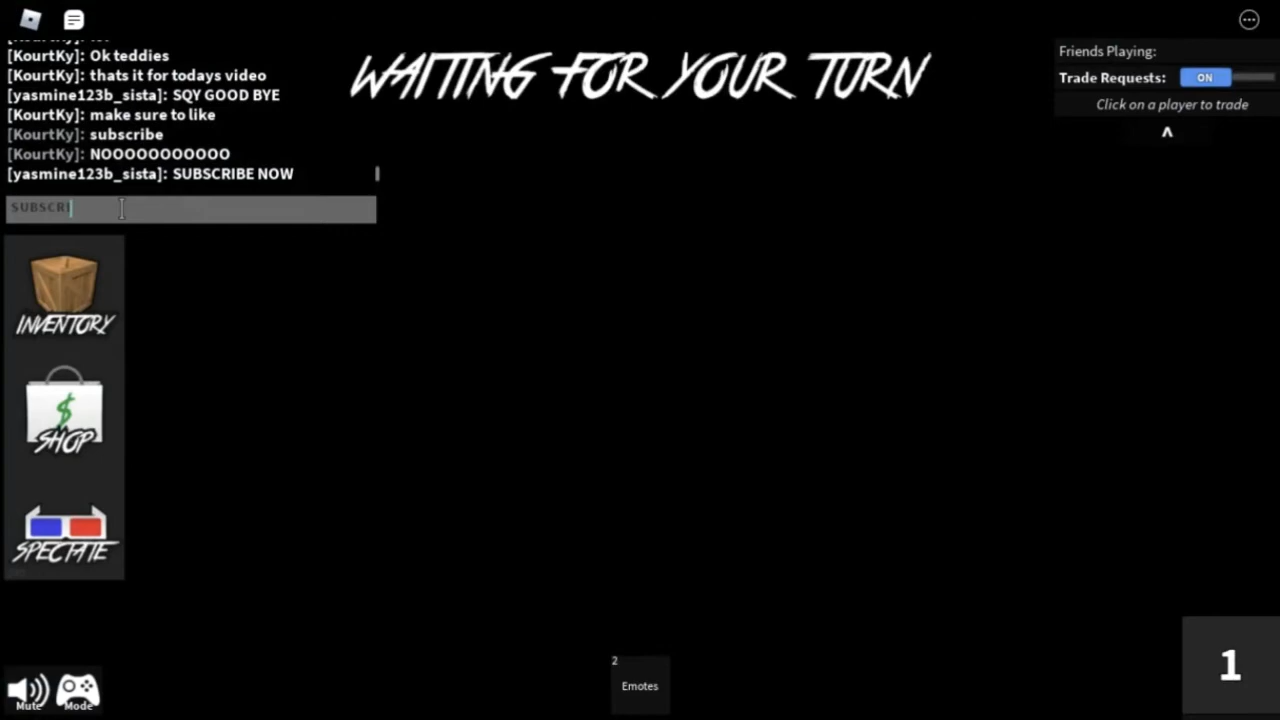 [KourtKy]: Ok teddies
[KourtKy]: thats it for todays video
[yasmine123b_sista]: SQY GOOD BYE
[KourtKy]: make sure to like
[KourtKy]: subscribe
[KourtKy]: NOOOOOOOOOOO
[yasmine123b_sista]: SUBSCRIBE NOW
SUBSCRI
WAITING FOR YOUR TURN
Friends Playing:
Trade Requests: ON
Click on a player to trade
INVENTORY
$
SHOP
SPECTATE
Mute
Mode
2
Emotes
1